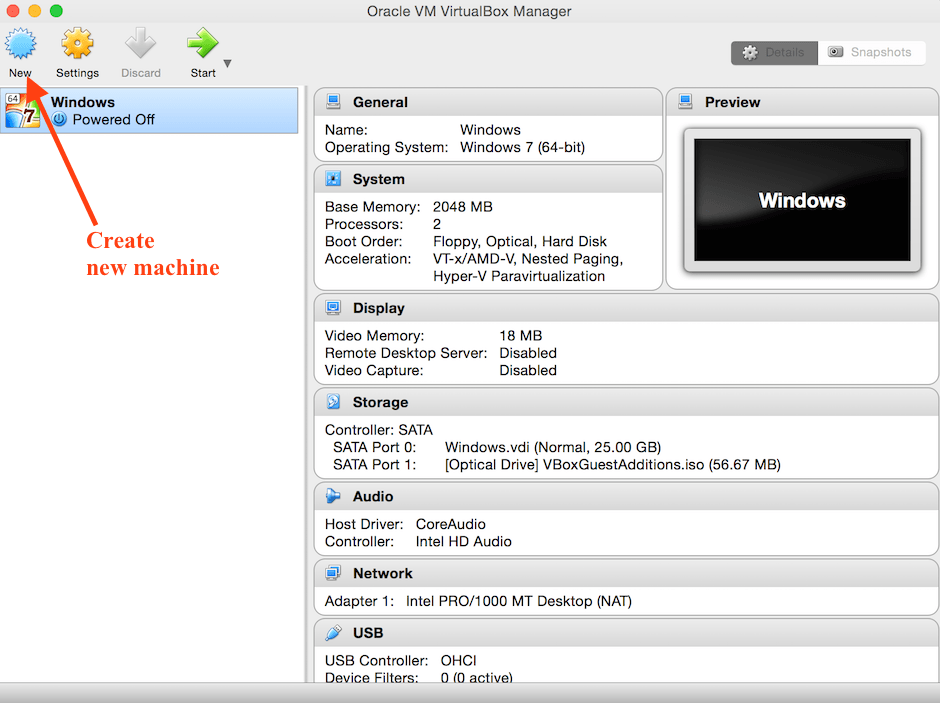 Oracle VM VirtualBox Manager
New Settings Discard Start
Details Snapshots
64
7
Windows
Powered Off
Create
new machine
General
Name: Windows
Operating System: Windows 7 (64-bit)
Preview
Windows
System
Base Memory: 2048 MB
Processors: 2
Boot Order: Floppy, Optical, Hard Disk
Acceleration: VT-x/AMD-V, Nested Paging,
Hyper-V Paravirtualization
Display
Video Memory: 18 MB
Remote Desktop Server: Disabled
Video Capture: Disabled
Storage
Controller: SATA
SATA Port 0: Windows.vdi (Normal, 25.00 GB)
SATA Port 1: [Optical Drive] VBoxGuestAdditions.iso (56.67 MB)
Audio
Host Driver: CoreAudio
Controller: Intel HD Audio
Network
Adapter 1: Intel PRO/1000 MT Desktop (NAT)
USB
USB Controller: OHCI
Device Filters: 0 (0 active)